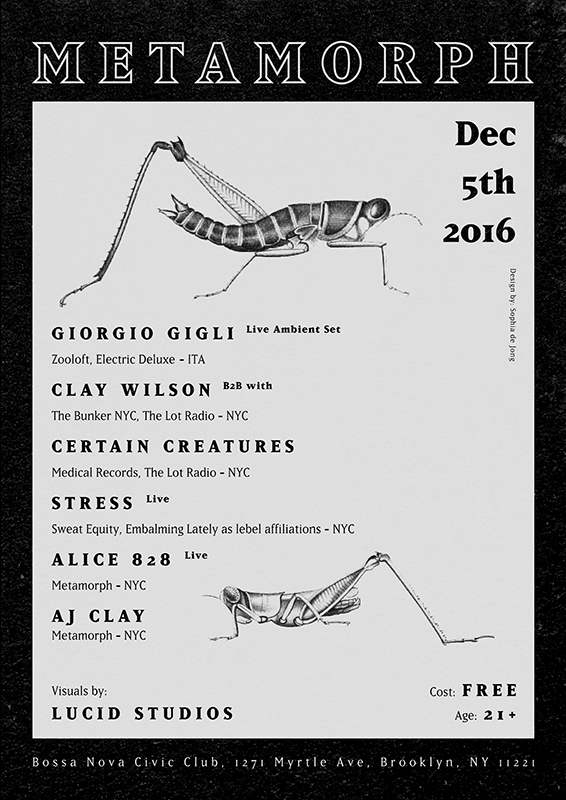 METAMORPH
Dec
5th
2016
Design by: Sophia de Jong
GIORGIO GIGLI Live Ambient Set
Zooloft, Electric Deluxe - ITA
CLAY WILSON B2B with
The Bunker NYC, The Lot Radio - NYC
CERTAIN CREATURES
Medical Records, The Lot Radio - NYC
STRESS Live
Sweat Equity, Embalming Lately as lebel affiliations - NYC
ALICE 828 Live
Metamorph - NYC
AJ CLAY
Metamorph - NYC
Visuals by:
LUCID STUDIOS
Cost: FREE
Age: 21+
Bossa Nova Civic Club, 1271 Myrtle Ave, Brooklyn, NY 11221